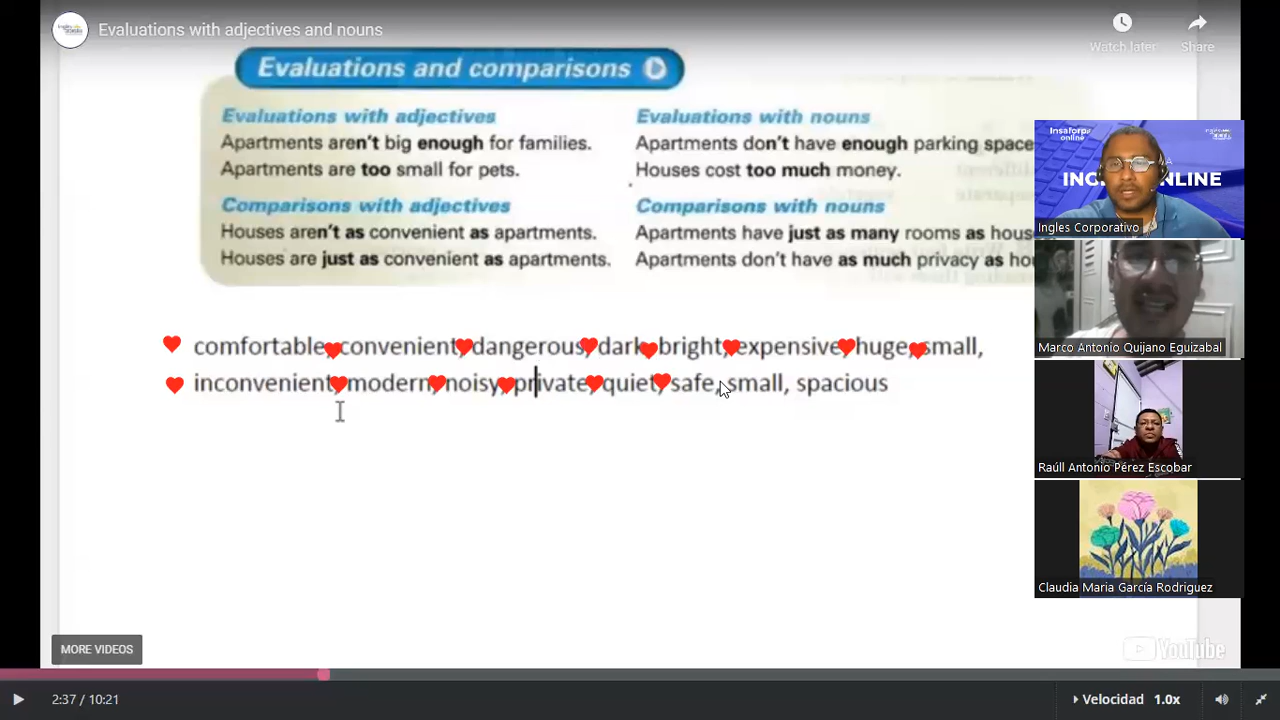 Evaluations with adjectives and nouns
Watch later
Share
Evaluations and comparisons
Evaluations with adjectives
Apartments aren't big enough for families.
Apartments are too small for pets.
Comparisons with adjectives
Houses aren't as convenient as apartments.
Houses are just as convenient as apartments.
Evaluations with nouns
Apartments don't have enough parking space
Houses cost too much money.
Comparisons with nouns
Apartments have just as many rooms as hous
Apartments don't have as much privacy as ho
comfortable, convenient, dangerous, dark, bright, expensive, huge, small,
inconvenient, modern, noisy, private, quiet, safe, small, spacious
Insaforp
online
INGL ONLINE
Ingles Corporativo
Marco Antonio Quijano Eguizabal
Raúll Antonio Pérez Escobar
Claudia Maria García Rodriguez
MORE VIDEOS
YouTube
2:37 / 10:21
Velocidad 1.0x